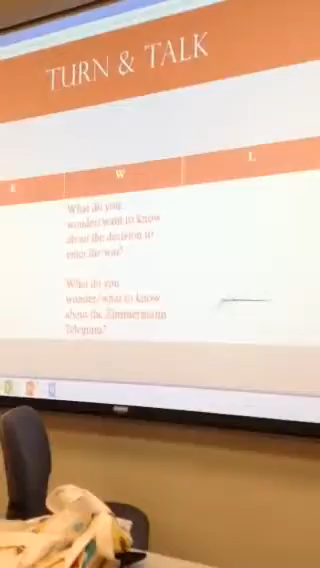 TURN & TALK
K W L
What do you
wonder/want to know
about the decision to
enter the war?
What do you
wonder/what to know
about the Zimmermann
Telegram?